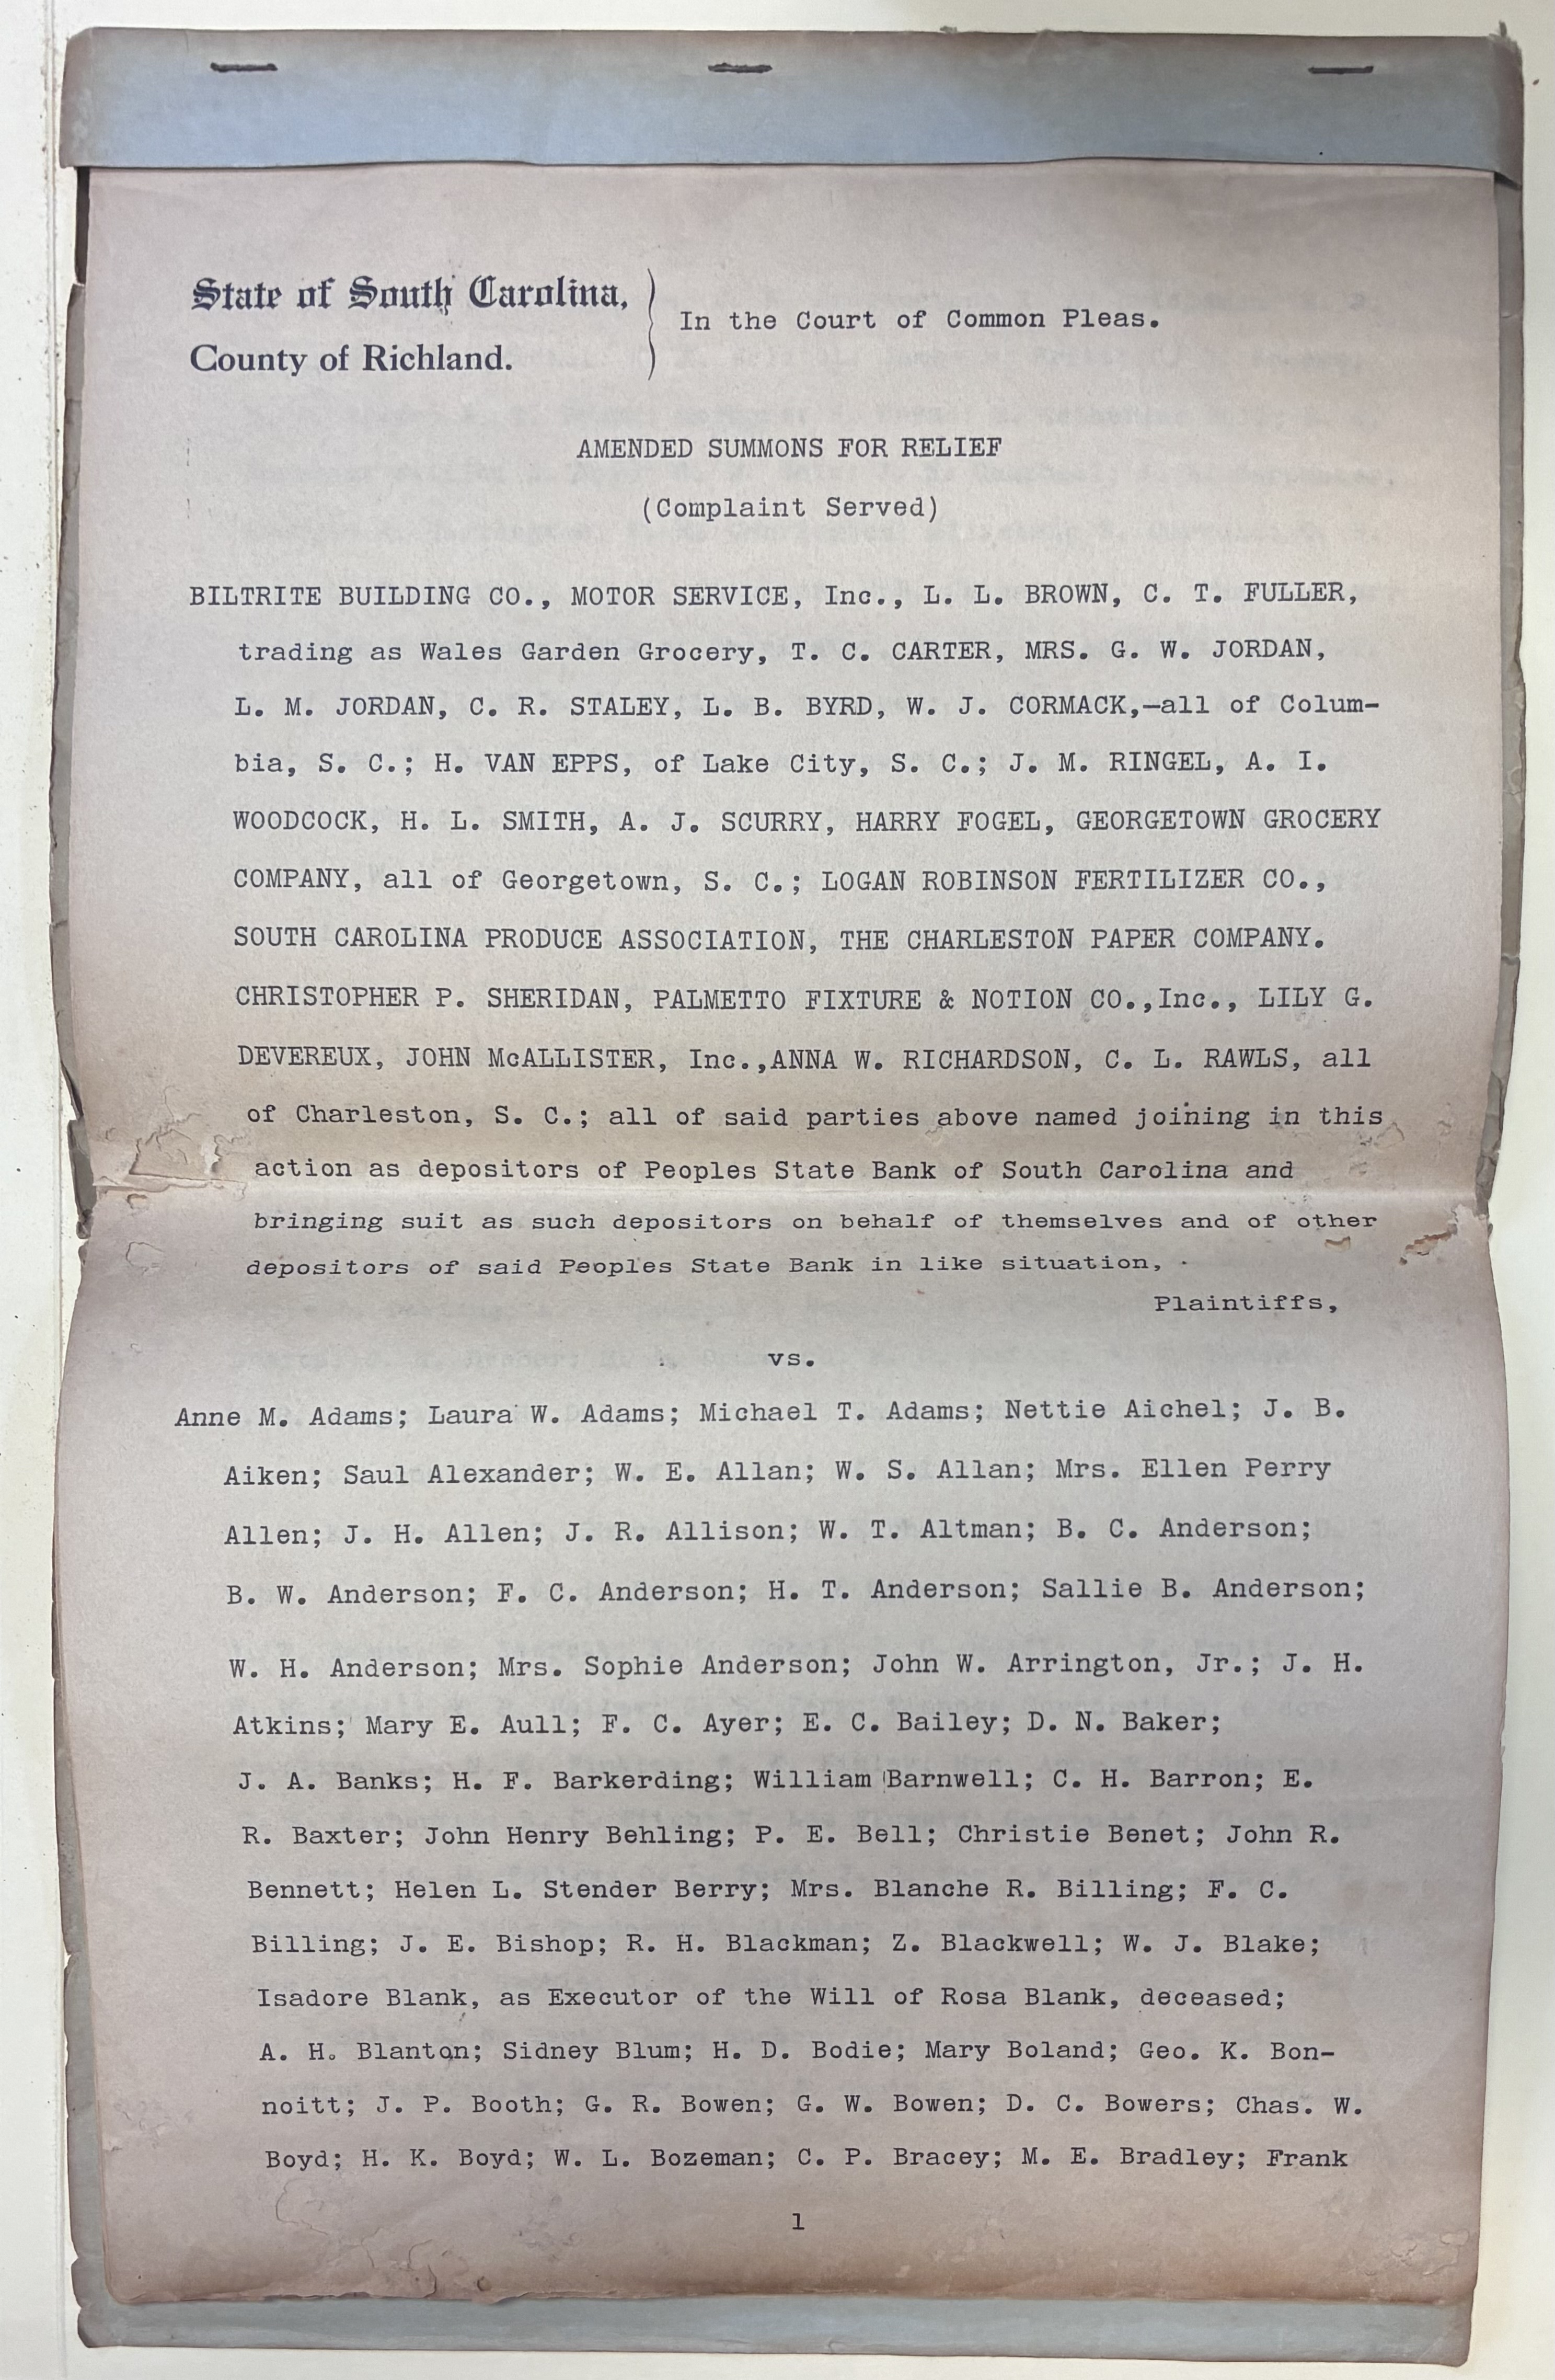 State of South Carolina,
County of Richland.
In the Court of Common Pleas.
AMENDED SUMMONS FOR RELIEF
(Complaint Served)
BILTRITE BUILDING CO., MOTOR SERVICE, Inc., L. L. BROWN, C. T. FULLER,
trading as Wales Garden Grocery, T. C. CARTER, MRS. G. W. JORDAN,
L. M. JORDAN, C. R. STALEY, L. B. BYRD, W. J. CORMACK,—all of Colum-
bia, S. C.; H. VAN EPPS, of Lake City, S. C.; J. M. RINGEL, A. I.
WOODCOCK, H. L. SMITH, A. J. SCURRY, HARRY FOGEL, GEORGETOWN GROCERY
COMPANY, all of Georgetown, S. C.; LOGAN ROBINSON FERTILIZER CO.,
SOUTH CAROLINA PRODUCE ASSOCIATION, THE CHARLESTON PAPER COMPANY.
CHRISTOPHER P. SHERIDAN, PALMETTO FIXTURE & NOTION CO.,Inc., LILY G.
DEVEREUX, JOHN McALLISTER, Inc.,ANNA W. RICHARDSON, C. L. RAWLS, all
of Charleston, S. C.; all of said parties above named joining in this
action as depositors of Peoples State Bank of South Carolina and
bringing suit as such depositors on behalf of themselves and of other
depositors of said Peoples State Bank in like situation,
Plaintiffs,
vs.
Anne M. Adams; Laura W. Adams; Michael T. Adams; Nettie Aichel; J. B.
Aiken; Saul Alexander; W. E. Allan; W. S. Allan; Mrs. Ellen Perry
Allen; J. H. Allen; J. R. Allison; W. T. Altman; B. C. Anderson;
B. W. Anderson; F. C. Anderson; H. T. Anderson; Sallie B. Anderson;
W. H. Anderson; Mrs. Sophie Anderson; John W. Arrington, Jr.; J. H.
Atkins; Mary E. Aull; F. C. Ayer; E. C. Bailey; D. N. Baker;
J. A. Banks; H. F. Barkerding; William Barnwell; C. H. Barron; E.
R. Baxter; John Henry Behling; P. E. Bell; Christie Benet; John R.
Bennett; Helen L. Stender Berry; Mrs. Blanche R. Billing; F. C.
Billing; J. E. Bishop; R. H. Blackman; Z. Blackwell; W. J. Blake;
Isadore Blank, as Executor of the Will of Rosa Blank, deceased;
A. H. Blanton; Sidney Blum; H. D. Bodie; Mary Boland; Geo. K. Bon-
noitt; J. P. Booth; G. R. Bowen; G. W. Bowen; D. C. Bowers; Chas. W.
Boyd; H. K. Boyd; W. L. Bozeman; C. P. Bracey; M. E. Bradley; Frank
1